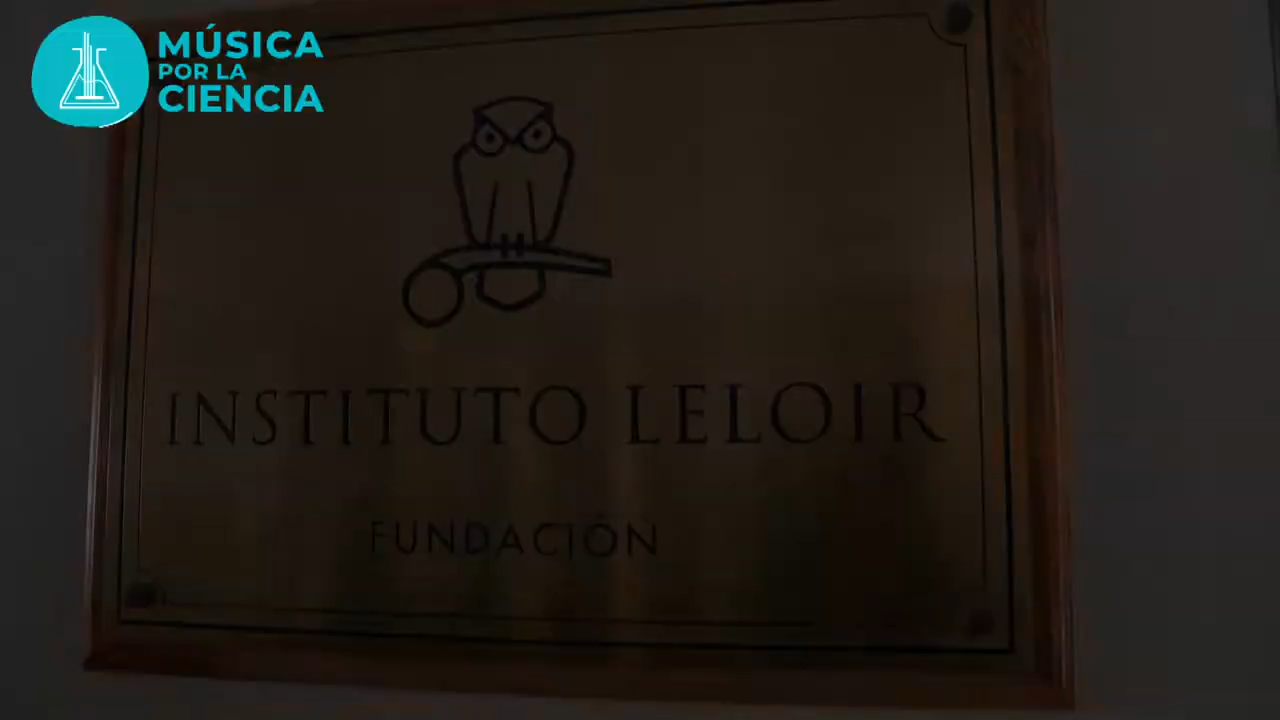 MÚSICA
POR LA
CIENCIA
INSTITUTO LELOIR
FUNDACIÓN